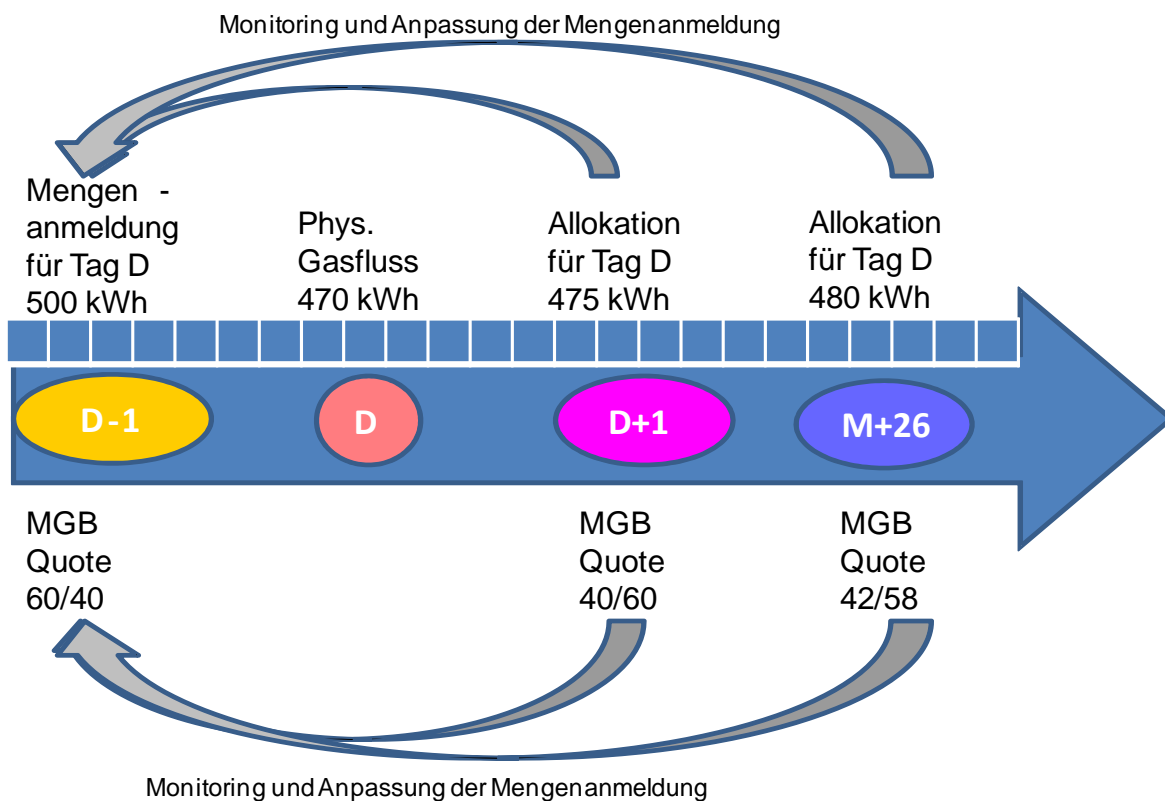 Monitoring und Anpassung der Mengenanmeldung
Mengen -
anmeldung
für Tag D
500 kWh
Phys.
Gasfluss
470 kWh
Allokation
für Tag D
475 kWh
Allokation
für Tag D
480 kWh
D-1
D
D+1
M+26
MGB
Quote
60/40
MGB
Quote
40/60
MGB
Quote
42/58
Monitoring und Anpassung der Mengenanmeldung